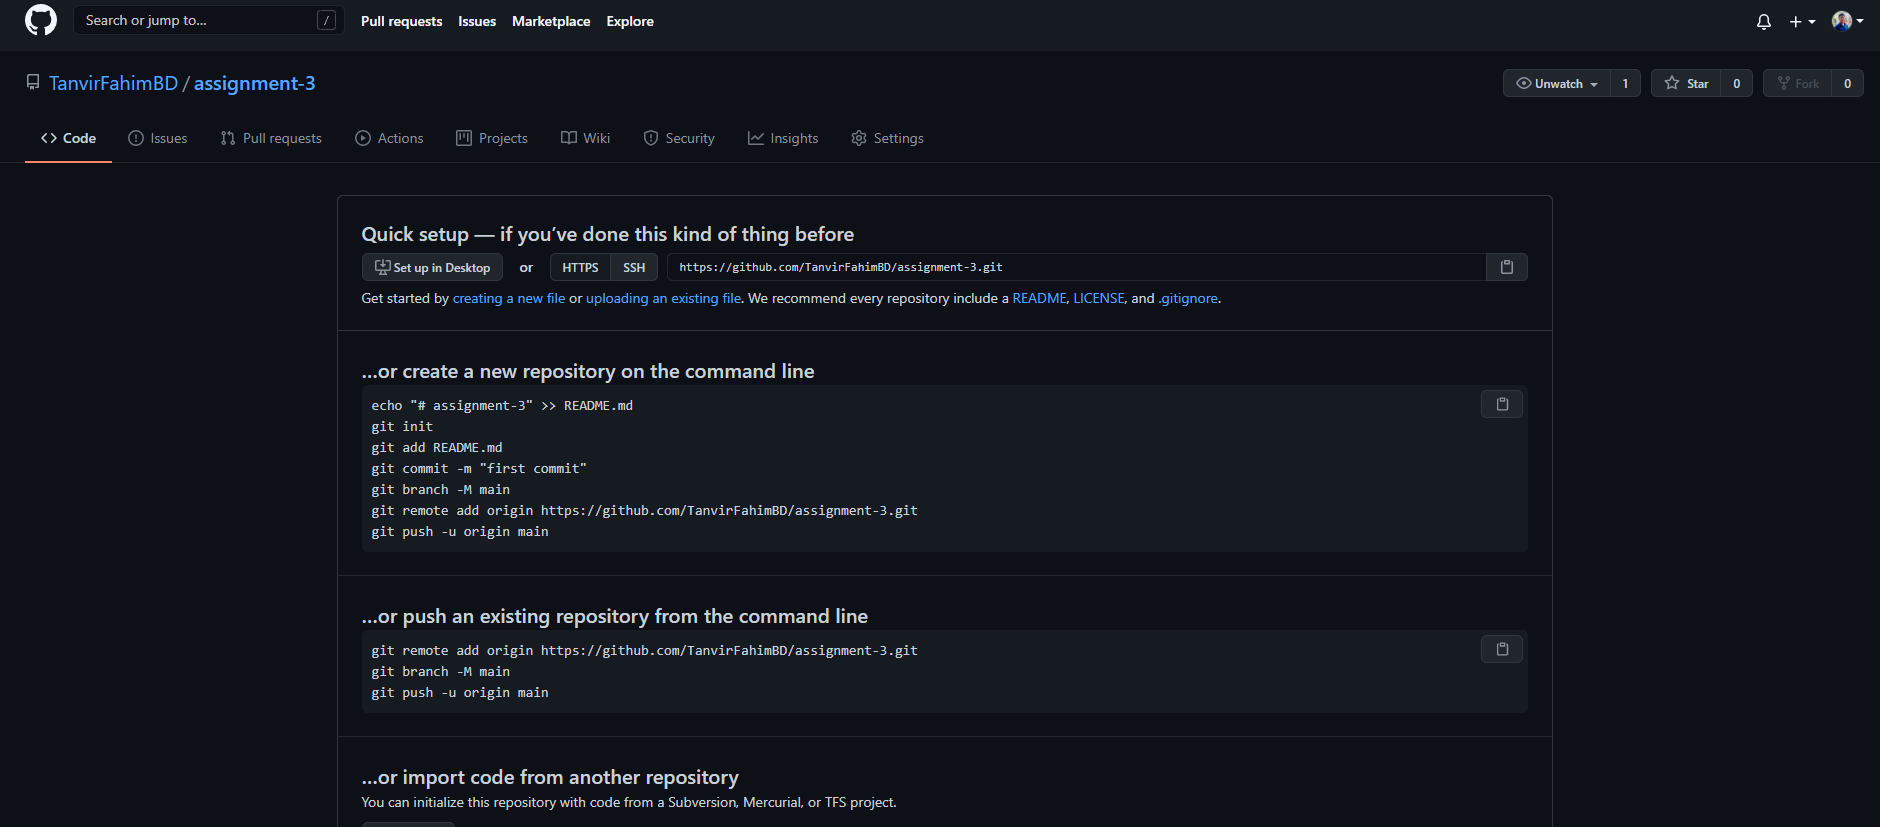 Search or jump to... /
Pull requests Issues Marketplace Explore
TanvirFahimBD / assignment-3
Unwatch 1 Star 0 Fork 0
Code Issues Pull requests Actions Projects Wiki Security Insights Settings
Quick setup — if you’ve done this kind of thing before
Set up in Desktop or HTTPS SSH https://github.com/TanvirFahimBD/assignment-3.git
Get started by creating a new file or uploading an existing file. We recommend every repository include a README, LICENSE, and .gitignore.
…or create a new repository on the command line
echo "# assignment-3" >> README.md
git init
git add README.md
git commit -m "first commit"
git branch -M main
git remote add origin https://github.com/TanvirFahimBD/assignment-3.git
git push -u origin main
…or push an existing repository from the command line
git remote add origin https://github.com/TanvirFahimBD/assignment-3.git
git branch -M main
git push -u origin main
…or import code from another repository
You can initialize this repository with code from a Subversion, Mercurial, or TFS project.